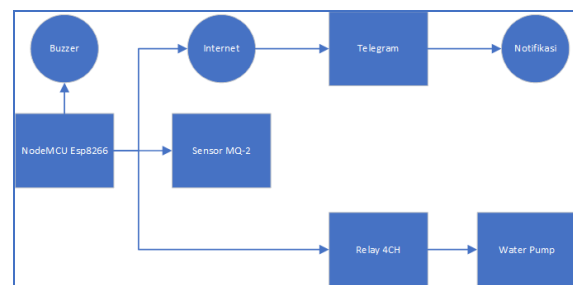 Buzzer
Internet
Telegram
Notifikasi
NodeMCU Esp8266
Sensor MQ-2
Relay 4CH
Water Pump